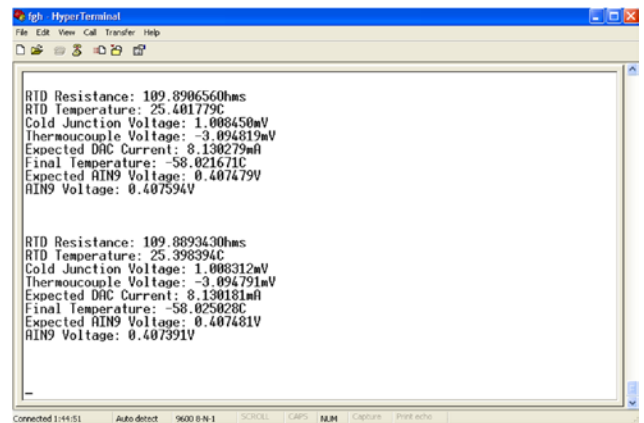 fgh - HyperTerminal
File Edit View Call Transfer Help
RTD Resistance: 109.890656Ohms
RTD Temperature: 25.401779C
Cold Junction Voltage: 1.008450mV
Thermoucouple Voltage: -3.094819mV
Expected DAC Current: 8.130279mA
Final Temperature: -58.021671C
Expected AIN9 Voltage: 0.407479V
AIN9 Voltage: 0.407594V
RTD Resistance: 109.889343Ohms
RTD Temperature: 25.398394C
Cold Junction Voltage: 1.008312mV
Thermoucouple Voltage: -3.094791mV
Expected DAC Current: 8.130181mA
Final Temperature: -58.025028C
Expected AIN9 Voltage: 0.407481V
AIN9 Voltage: 0.407391V
_
Connected 1:44:51 Auto detect 9600 8-N-1 SCROLL CAPS NUM Capture Print echo